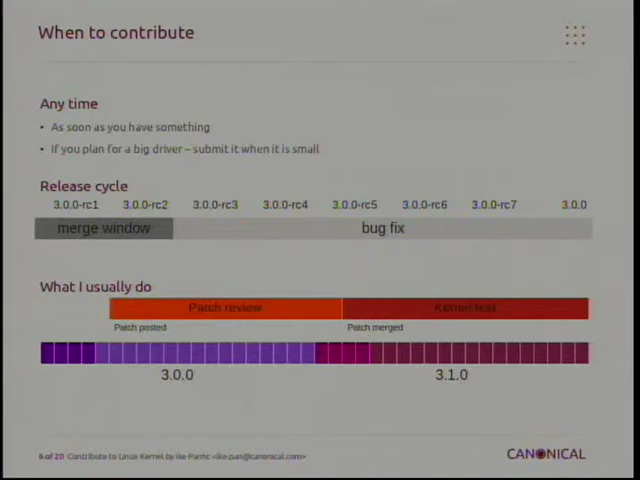 When to contribute
Any time
• As soon as you have something
• If you plan for a big driver – submit it when it is small
Release cycle
3.0.0-rc1 3.0.0-rc2 3.0.0-rc3 3.0.0-rc4 3.0.0-rc5 3.0.0-rc6 3.0.0-rc7 3.0.0
merge window bug fix
What I usually do
Patch review Kernel test
Patch posted Patch merged
3.0.0 3.1.0
6 of 20 Contribute to Linux Kernel by Ike Panhc <ike.pan@canonical.com>
CANONICAL